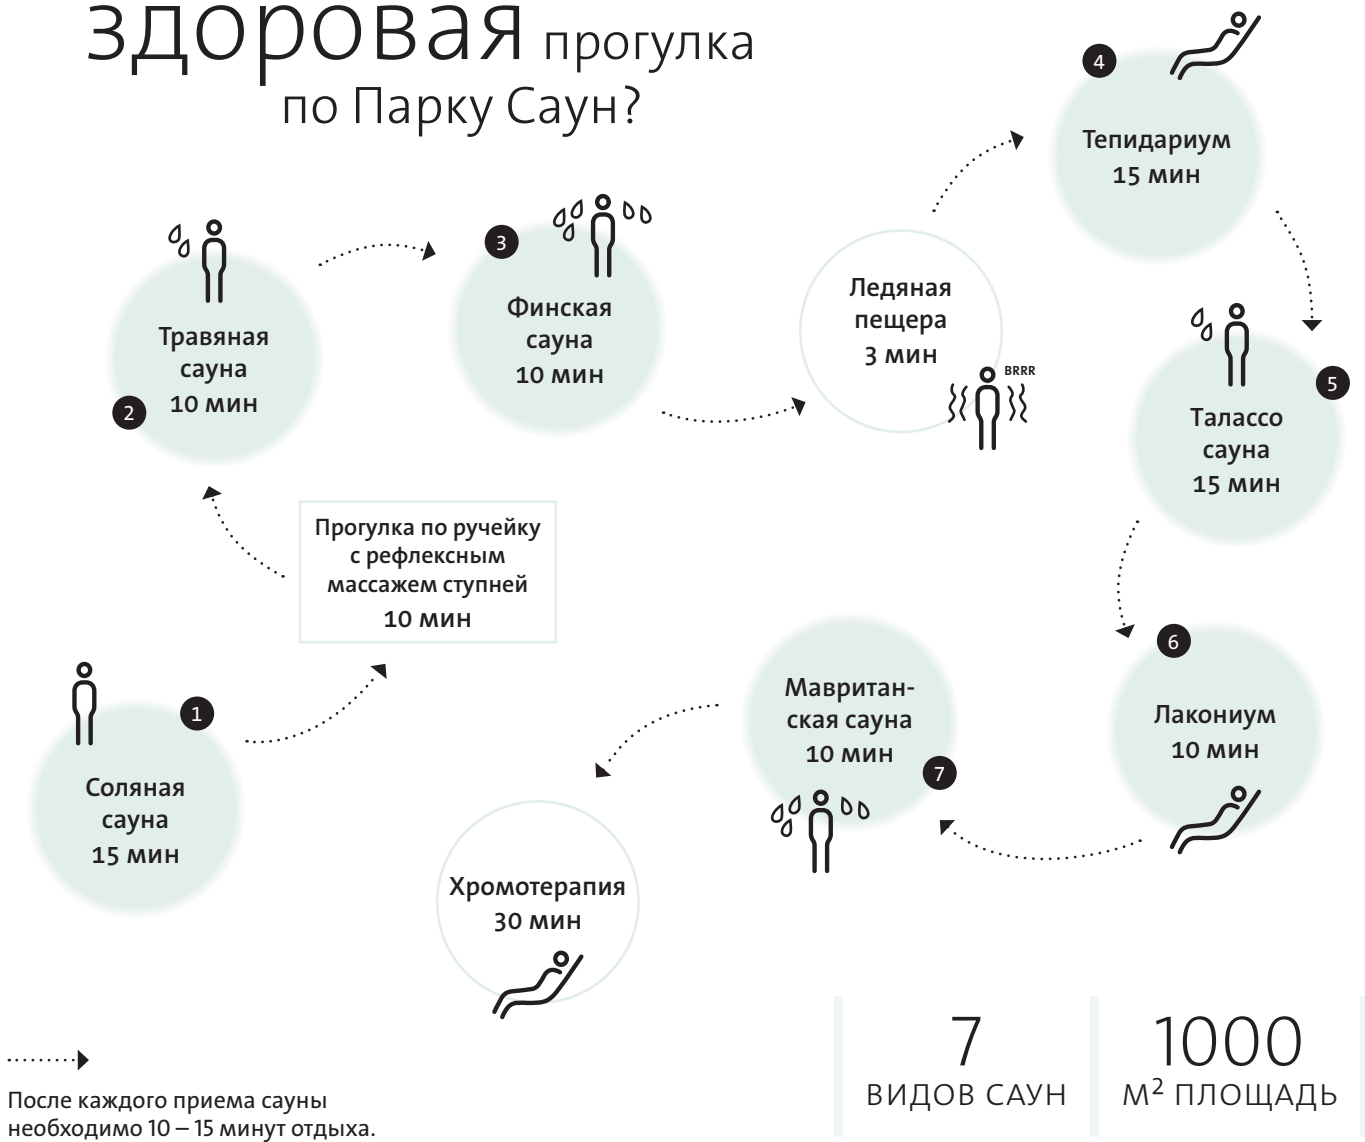 здоровая прогулка
по Парку Саун?
4
Тепидариум
15 мин
3
Финская
сауна
10 мин
Ледяная
пещера
3 мин
BRRR
Травяная
сауна
10 мин
2
5
Талассо
сауна
15 мин
Прогулка по ручейку
с рефлексным
массажем ступней
10 мин
6
Лакониум
10 мин
Мавритан-
ская сауна
10 мин
7
1
Соляная
сауна
15 мин
Хромотерапия
30 мин
7
ВИДОВ САУН
1000
М² ПЛОЩАДЬ
После каждого приема сауны
необходимо 10 – 15 минут отдыха.